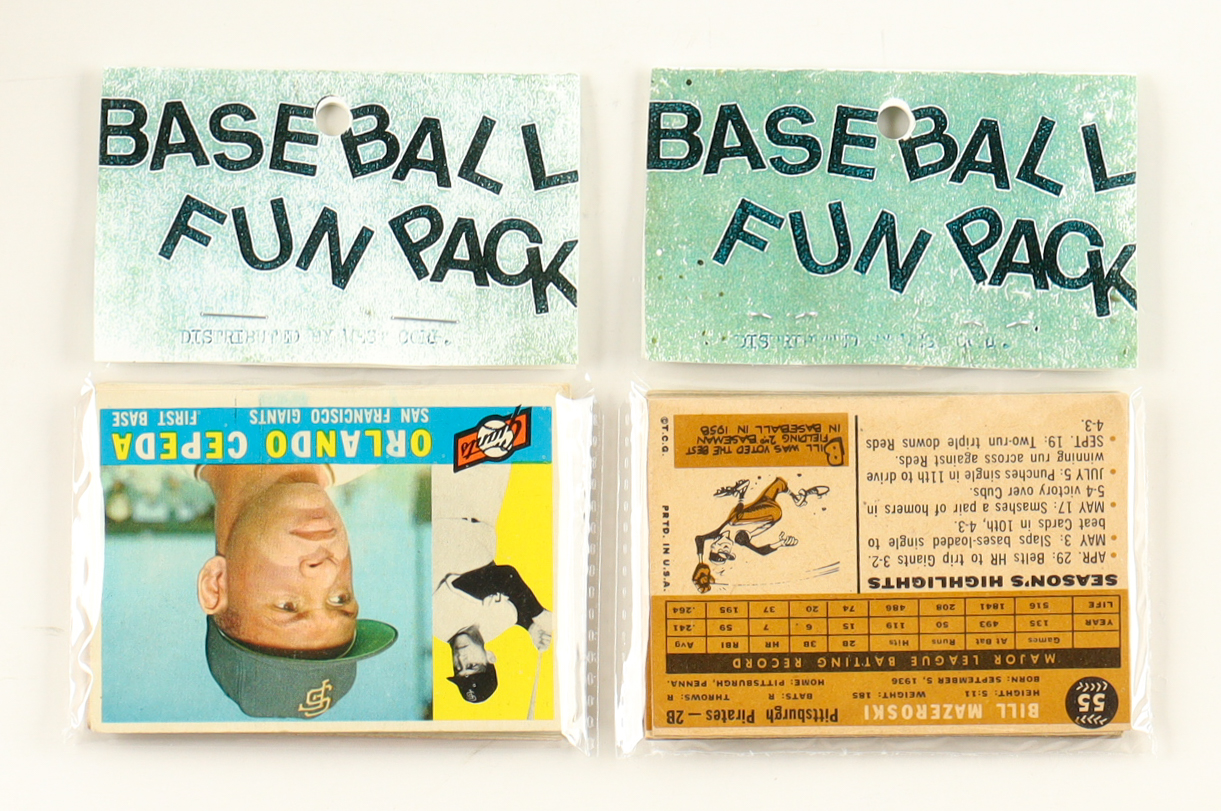 BASEBALL
FUN PACK
DISTRIBUTED BY WEST
BASEBALL
FUN PACK
DISTRIBUTED BY
ORLANDO CEPEDA
SAN FRANCISCO GIANTS FIRST BASE
Giants
SF
55
BILL MAZEROSKI Pittsburgh Pirates — 2B
HEIGHT: 5:11 WEIGHT: 185 BATS: R THROWS: R
BORN: SEPTEMBER 5, 1936 HOME: PITTSBURGH, PENNA.
MAJOR LEAGUE BATTING RECORD
Games At Bat Runs Hits 2B 3B HR RBI Avg
YEAR 135 493 50 119 15 6 7 59 .241
LIFE 516 1841 208 486 74 20 37 195 .264
SEASON'S HIGHLIGHTS
APR. 29: Belts HR to trip Giants 3-2.
MAY 3: Slaps bases-loaded single to
beat Cards in 10th, 4-3.
MAY 17: Smashes a pair of homers in
5-4 victory over Cubs.
JULY 5: Punches single in 11th to drive
winning run across against Reds.
SEPT. 19: Two-run triple downs Reds
4-3.
BILL WAS VOTED THE BEST
FIELDING 2ND BASEMAN
IN BASEBALL IN 1958
©T.C.G. PRTD. IN U.S.A.